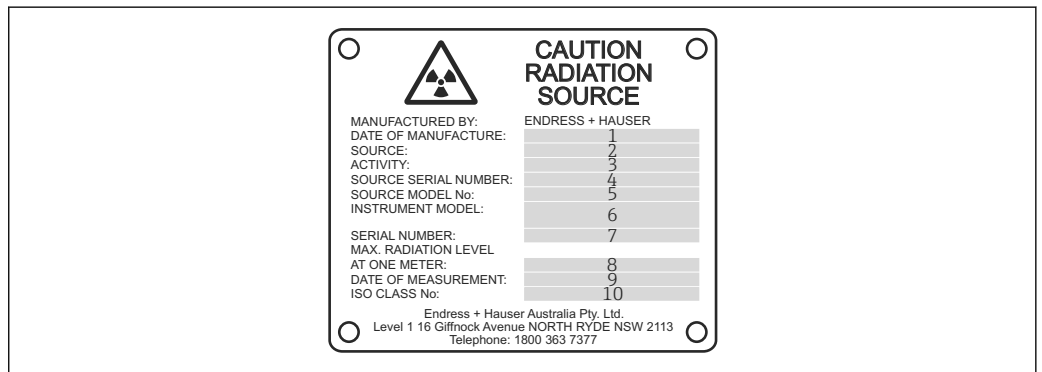 CAUTION
RADIATION
SOURCE
MANUFACTURED BY: ENDRESS + HAUSER
DATE OF MANUFACTURE: 1
SOURCE: 2
ACTIVITY: 3
SOURCE SERIAL NUMBER: 4
SOURCE MODEL No: 5
INSTRUMENT MODEL: 6
SERIAL NUMBER: 7
MAX. RADIATION LEVEL
AT ONE METER: 8
DATE OF MEASUREMENT: 9
ISO CLASS No: 10
Endress + Hauser Australia Pty. Ltd.
Level 1 16 Giffnock Avenue NORTH RYDE NSW 2113
Telephone: 1800 363 7377